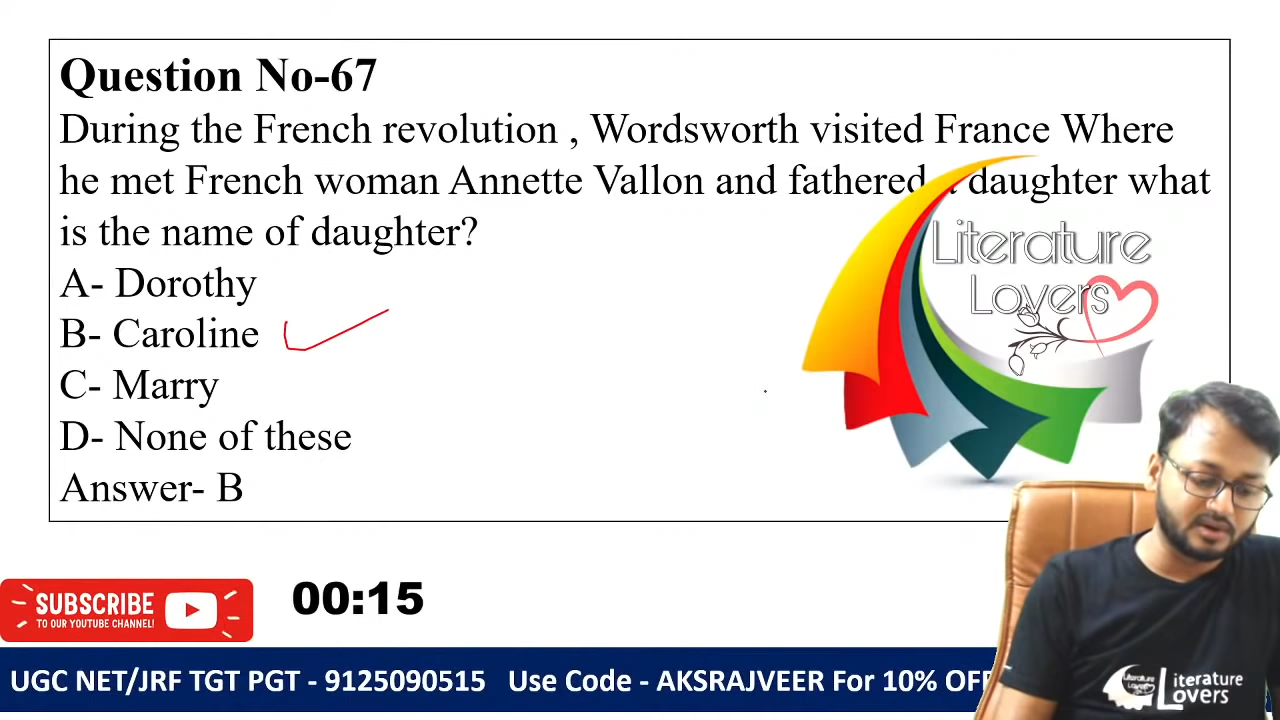 Question No-67
During the French revolution , Wordsworth visited France Where
he met French woman Annette Vallon and fathered a daughter what
is the name of daughter?
A- Dorothy
B- Caroline
C- Marry
D- None of these
Answer- B
Literature
Lovers
SUBSCRIBE
TO OUR YOUTUBE CHANNEL!
00:15
UGC NET/JRF TGT PGT - 9125090515 Use Code - AKSRAJVEER For 10% OFF
Literature
Lovers